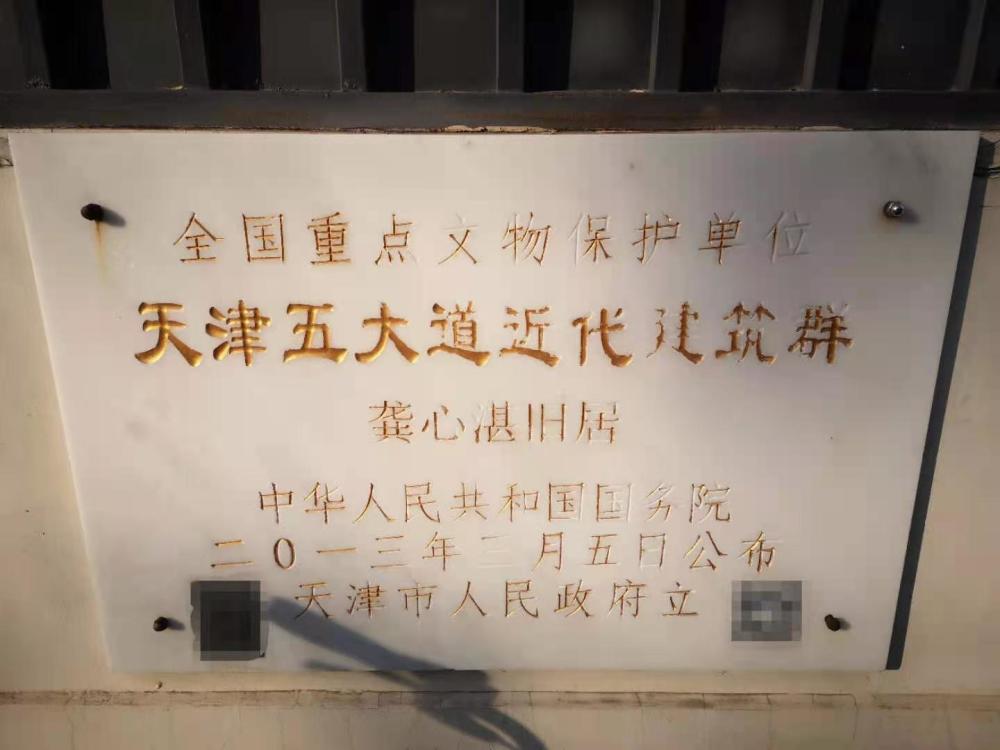 全国重点文物保护单位
天津五大道近代建筑群
龚心湛旧居
中华人民共和国国务院
二〇一三年三月五日公布
天津市人民政府立